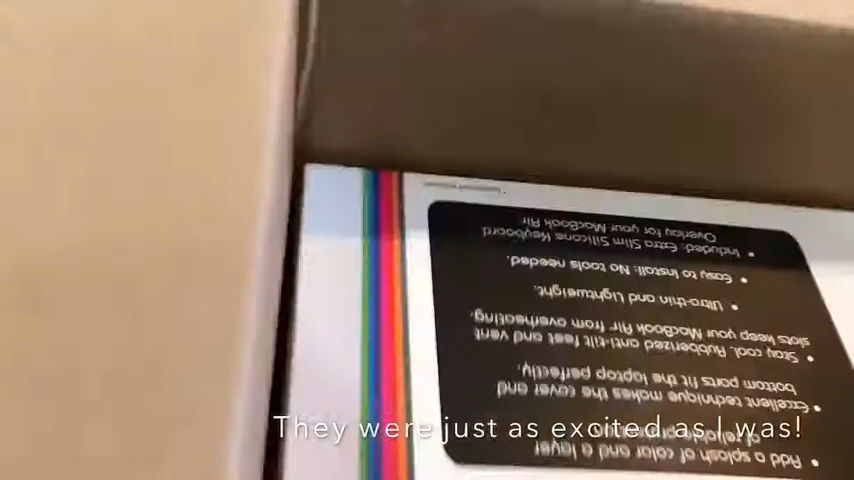 • Add a splash of color and a layer
• Excellent technique makes the cover and
bottom parts fit the laptop perfectly.
• Stay cool. Rubberized anti-tilt feet and vent
slots keep your MacBook Air from overheating.
• Ultra-thin and Lightweight.
• Easy to Install: No tools needed.
• Included: Extra Slim Silicone Keyboard
Overlay for your MacBook Air
They were just as excited as I was!